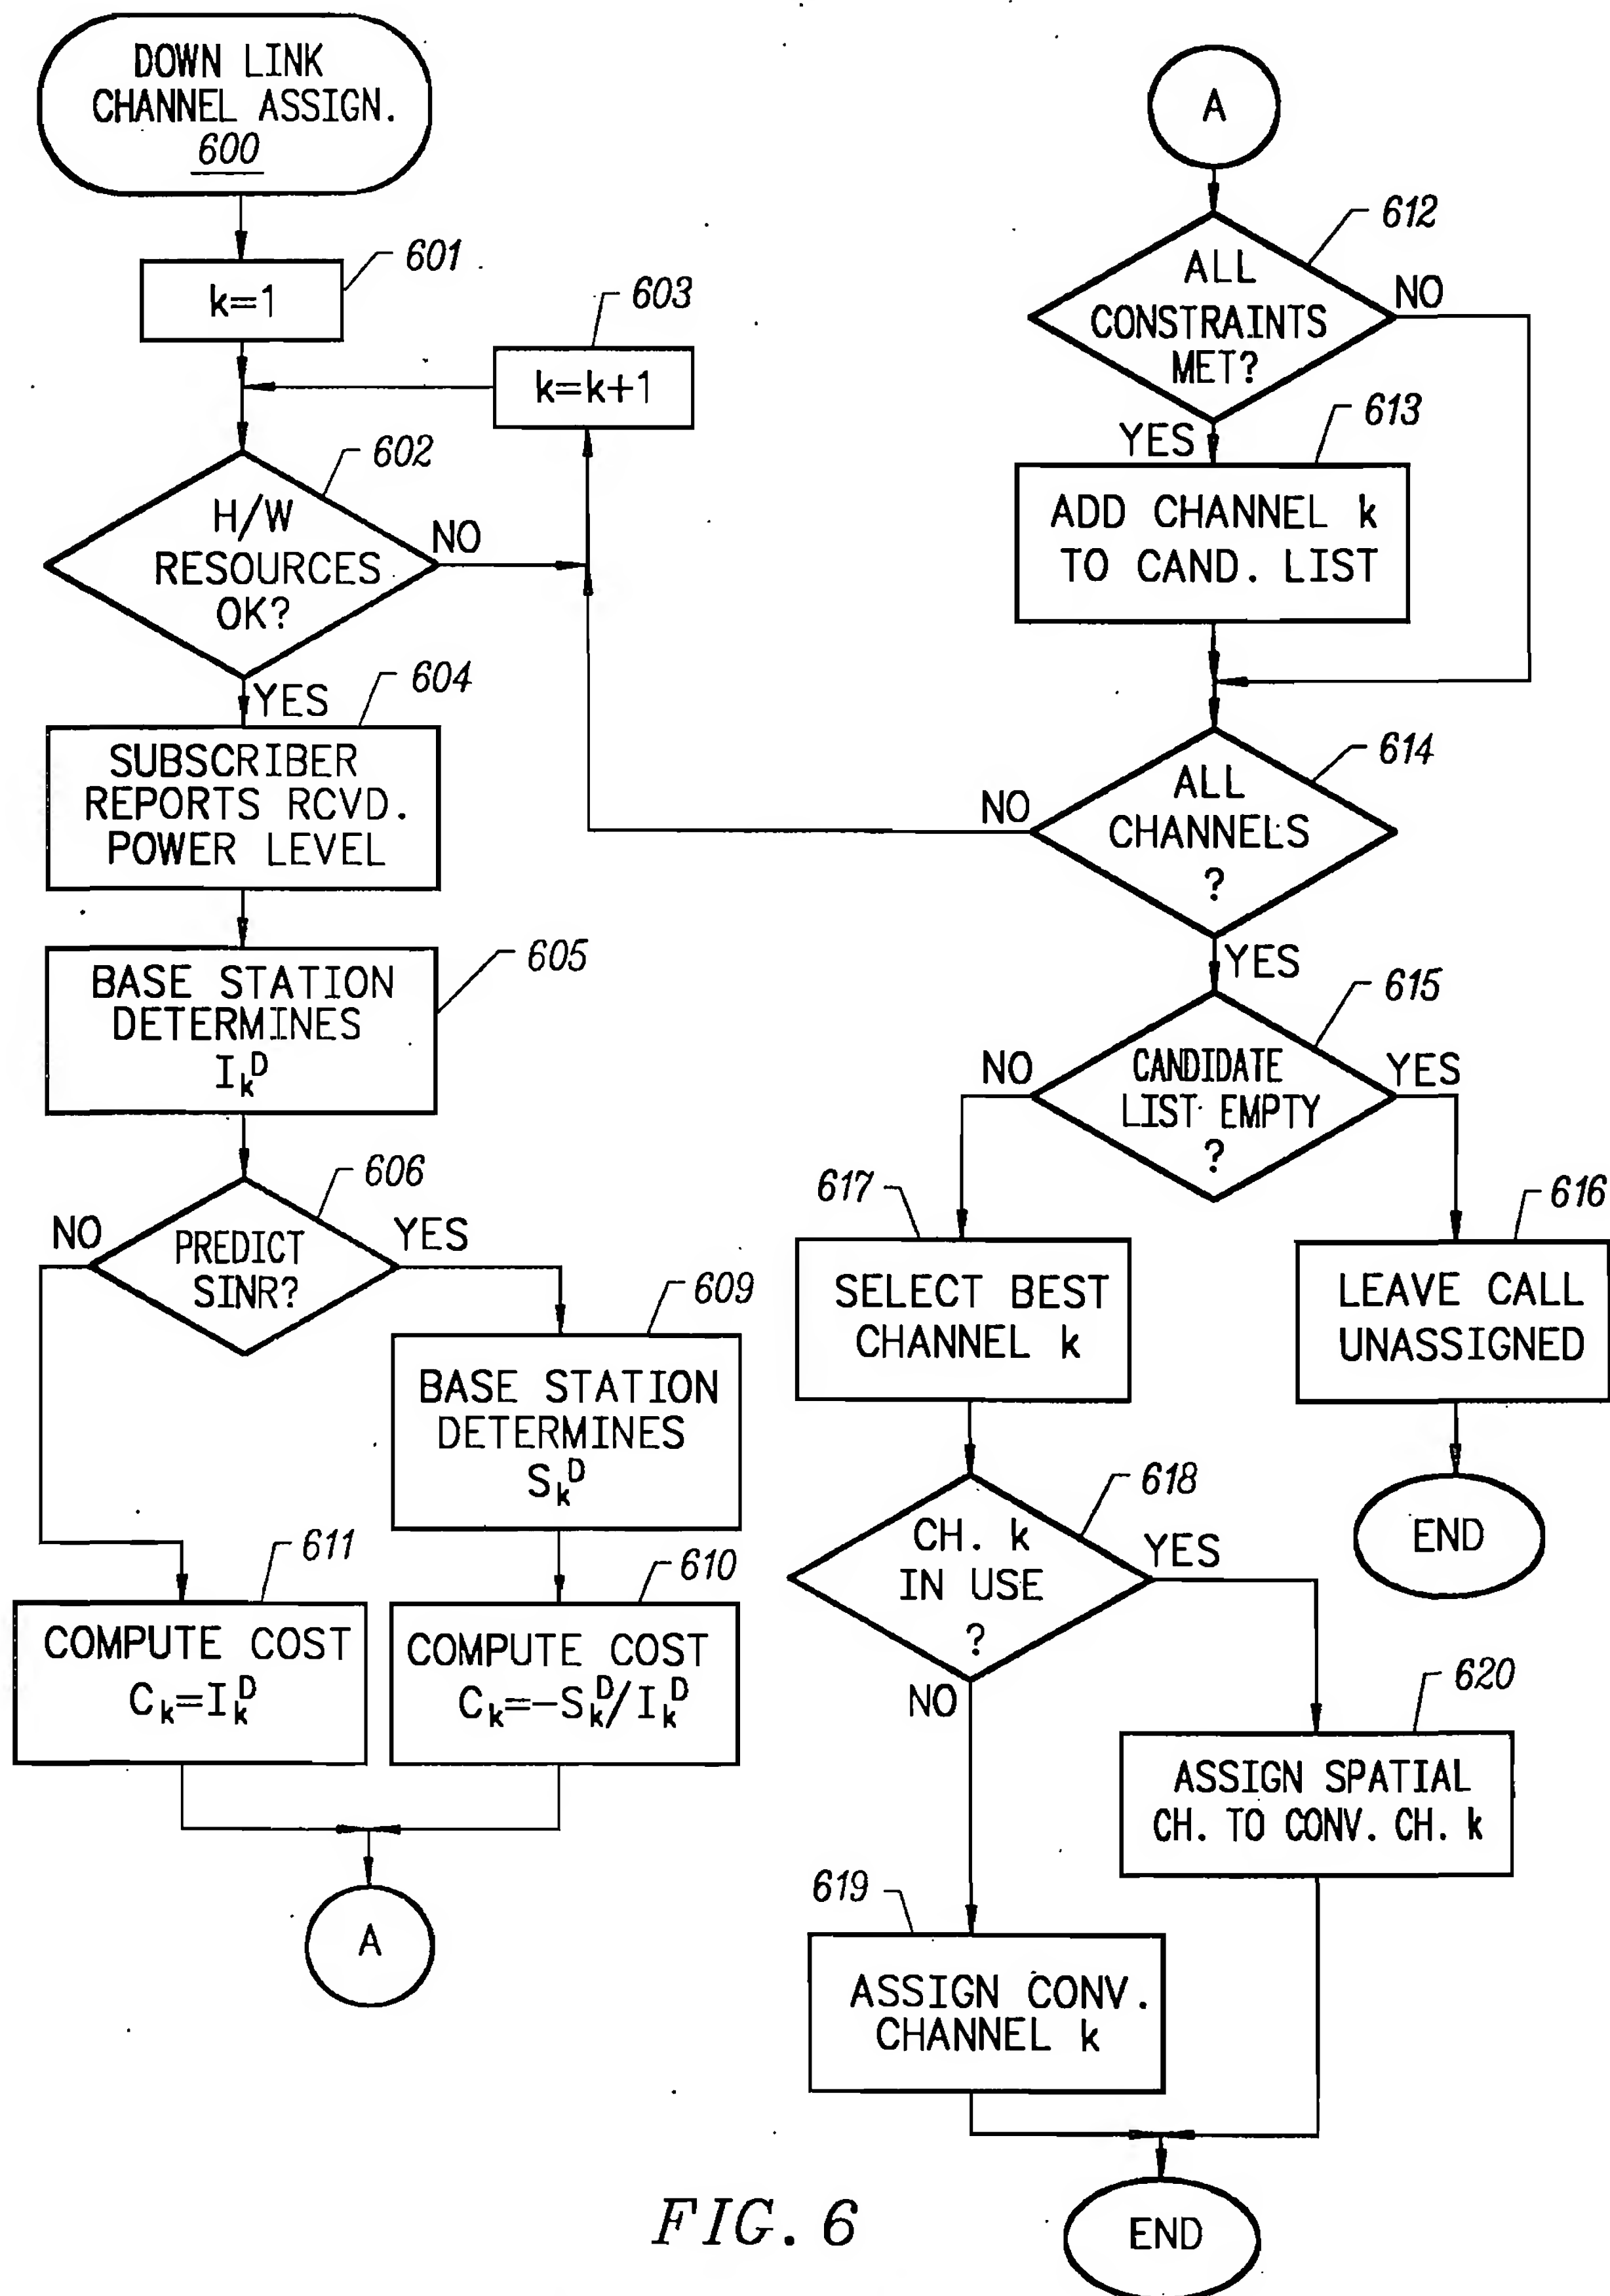 DOWN LINK
CHANNEL ASSIGN.
600
601
k=1
603
k=k+1
602
H/W
RESOURCES
OK?
NO
YES
604
SUBSCRIBER
REPORTS RCVD.
POWER LEVEL
605
BASE STATION
DETERMINES
I_k^D
606
NO
PREDICT
SINR?
YES
609
BASE STATION
DETERMINES
S_k^D
611
COMPUTE COST
C_k=I_k^D
610
COMPUTE COST
C_k=-S_k^D/I_k^D
A
A
612
ALL
CONSTRAINTS
MET?
NO
YES
613
ADD CHANNEL k
TO CAND. LIST
614
ALL
CHANNELS
?
NO
YES
615
CANDIDATE
LIST EMPTY
?
NO
YES
617
SELECT BEST
CHANNEL k
616
LEAVE CALL
UNASSIGNED
END
618
CH. k
IN USE
?
YES
NO
620
ASSIGN SPATIAL
CH. TO CONV. CH. k
619
ASSIGN CONV.
CHANNEL k
END
FIG. 6